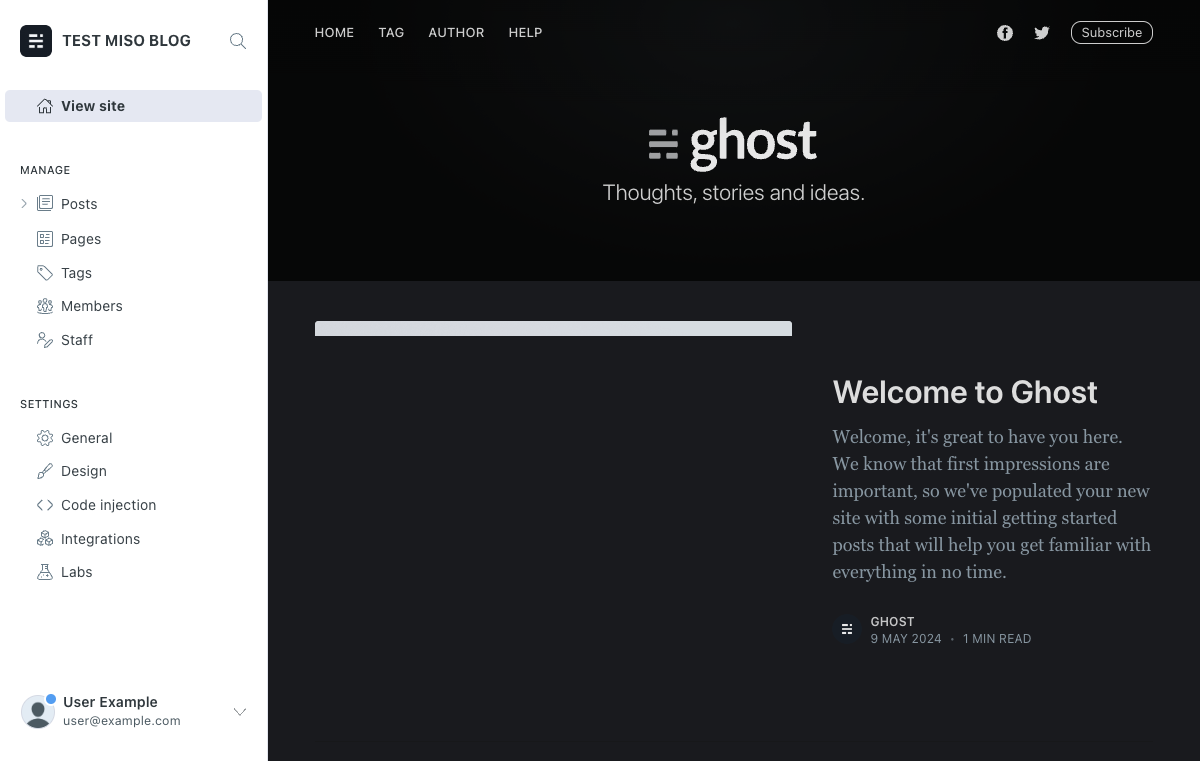 TEST MISO BLOG
View site
MANAGE
Posts
Pages
Tags
Members
Staff
SETTINGS
General
Design
Code injection
Integrations
Labs
User Example
user@example.com
HOME TAG AUTHOR HELP
Subscribe
ghost
Thoughts, stories and ideas.
Welcome to Ghost
Welcome, it's great to have you here.
We know that first impressions are
important, so we've populated your new
site with some initial getting started
posts that will help you get familiar with
everything in no time.
GHOST
9 MAY 2024 • 1 MIN READ